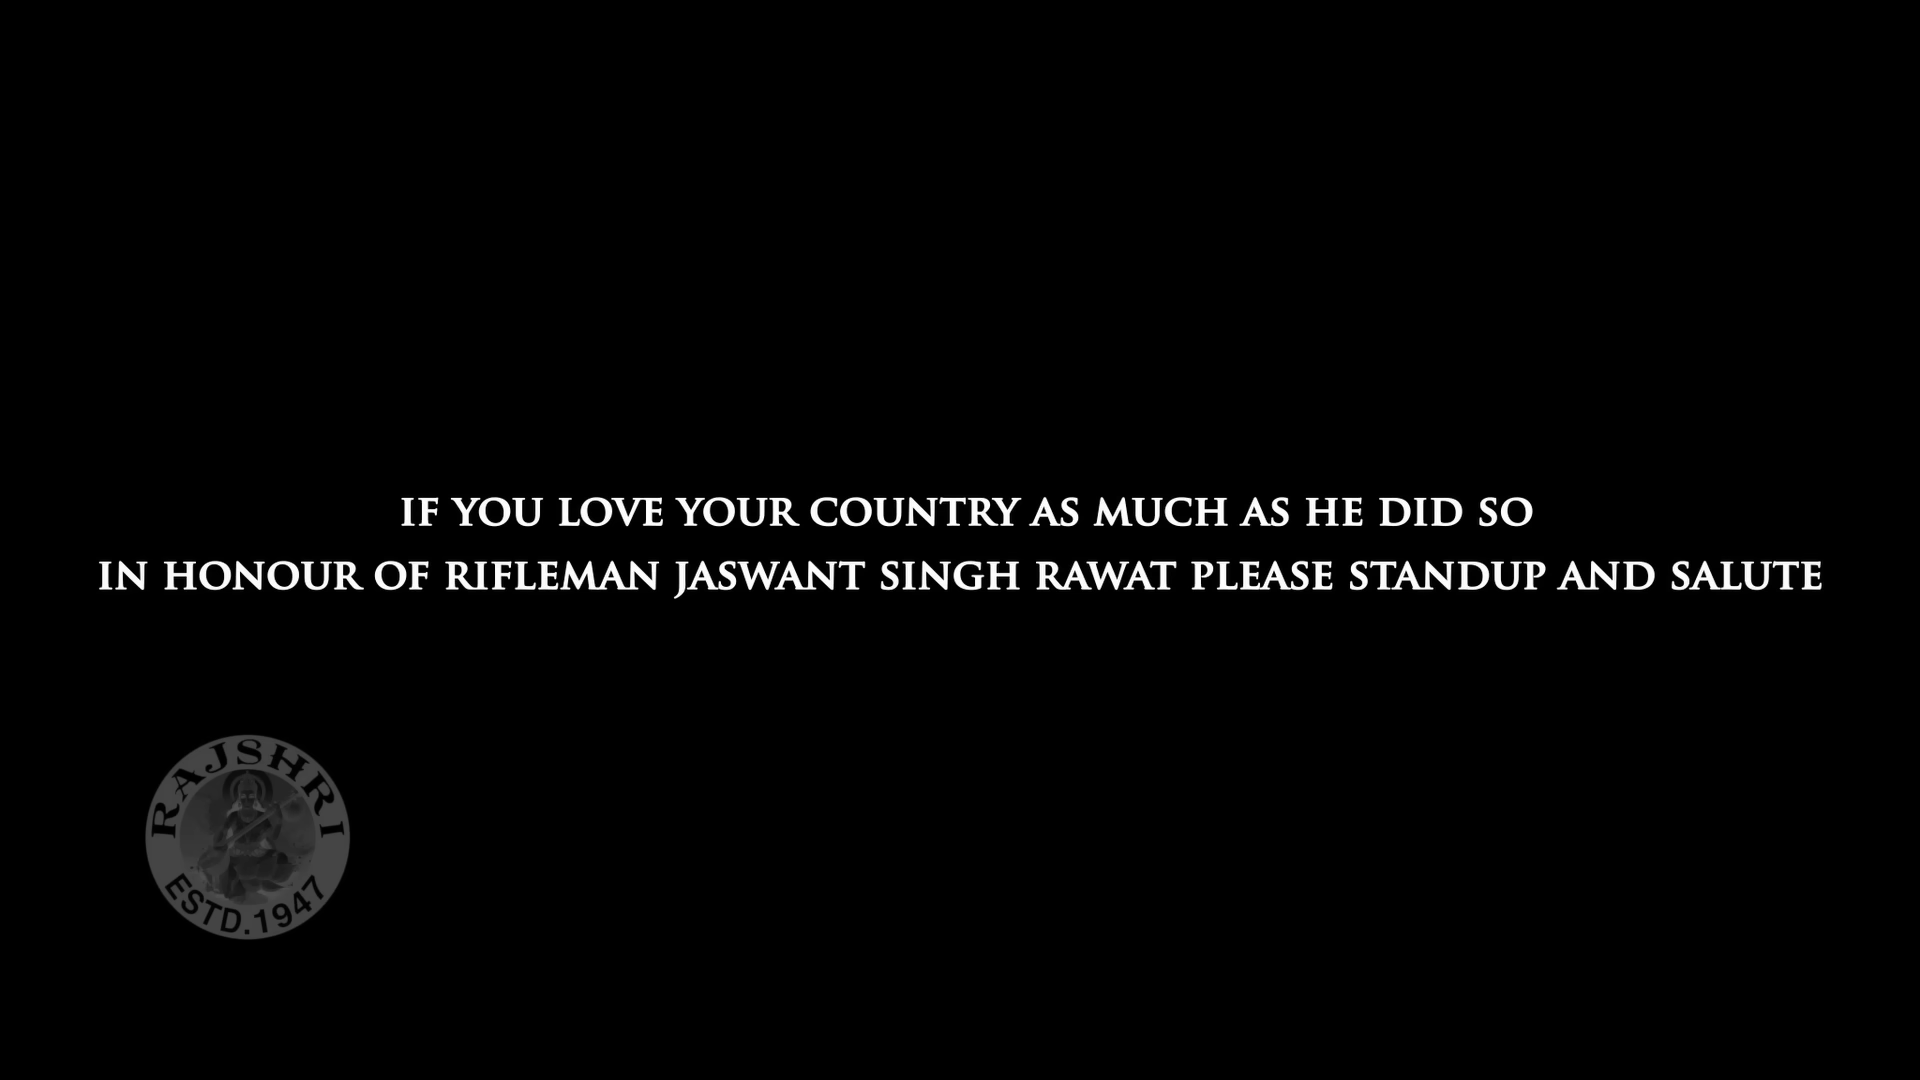 IF YOU LOVE YOUR COUNTRY AS MUCH AS HE DID SO
IN HONOUR OF RIFLEMAN JASWANT SINGH RAWAT PLEASE STANDUP AND SALUTE
RAJSHRI
ESTD.1947